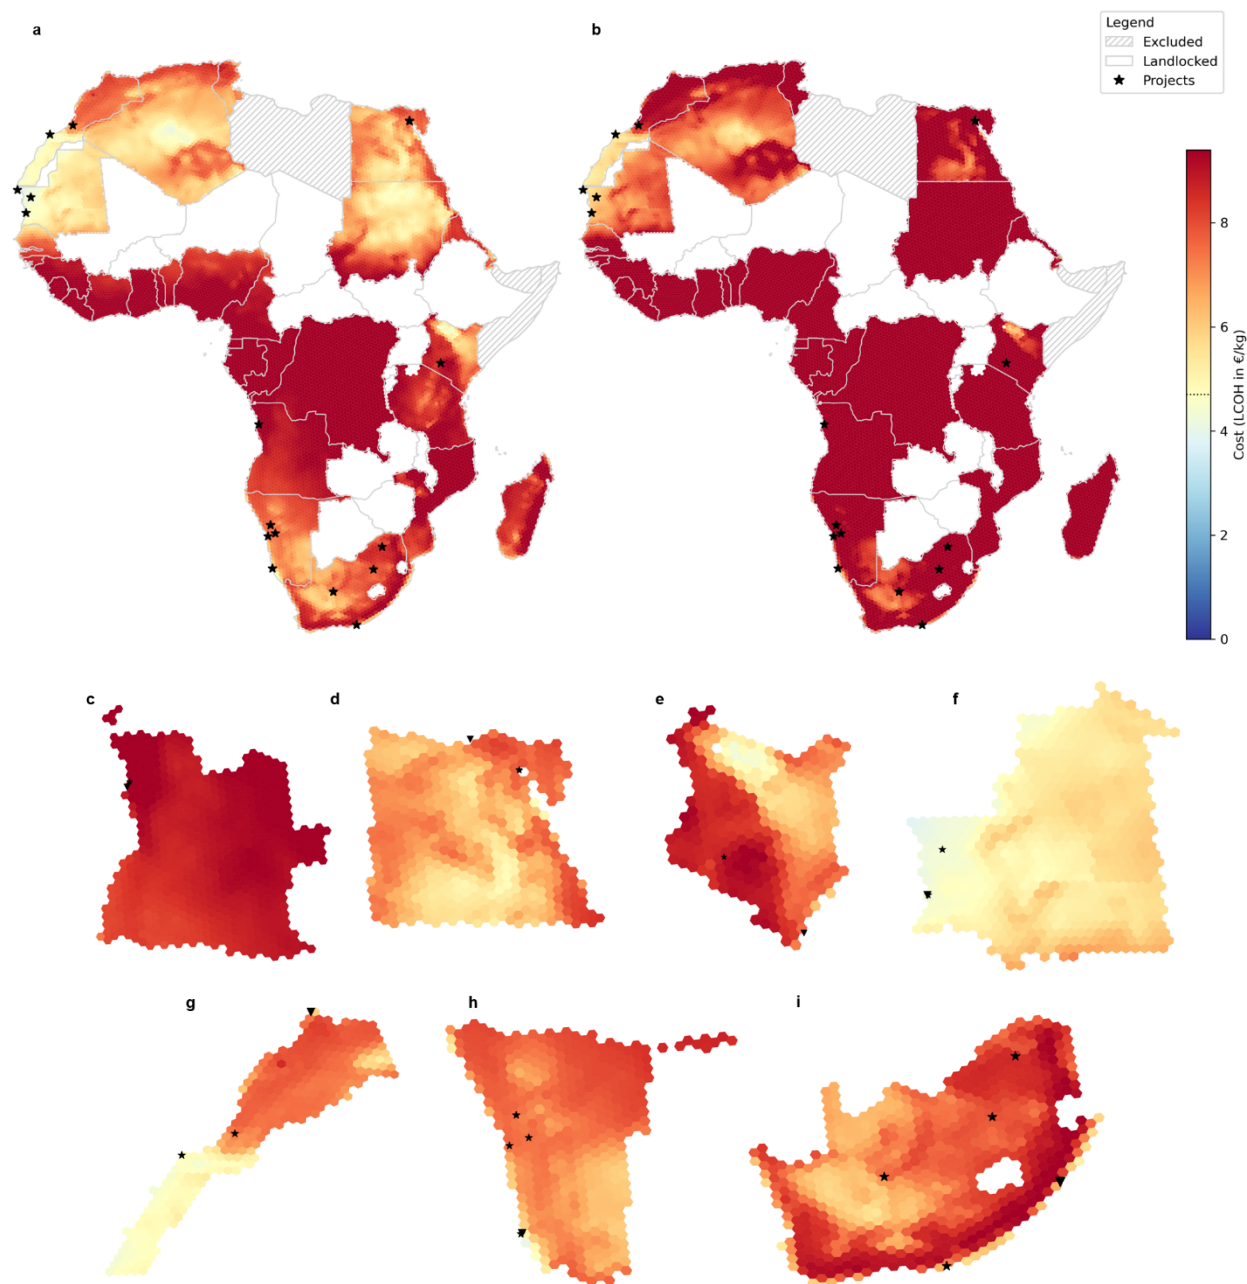 a
b
Legend
Excluded
Landlocked
Projects
8
6
4
2
0
Cost (LCOH in €/kg)
c
d
e
f
g
h
i